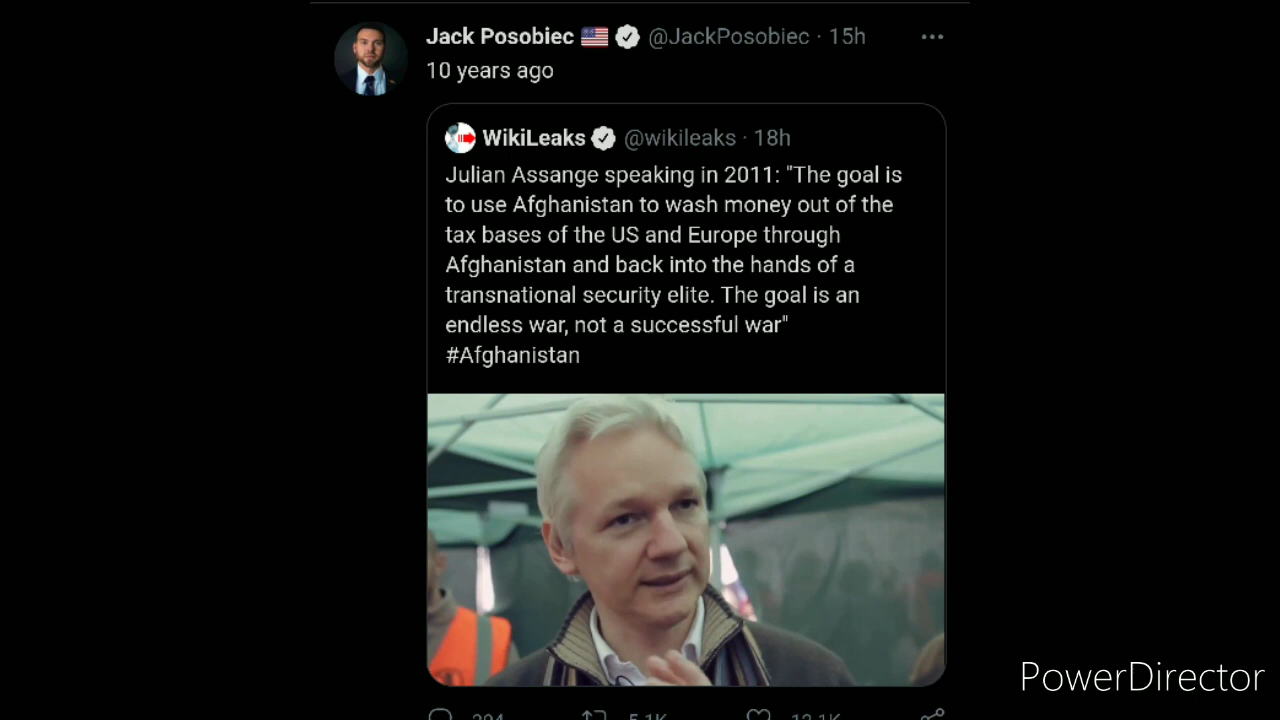 Jack Posobiec @JackPosobiec · 15h
10 years ago
WikiLeaks @wikileaks · 18h
Julian Assange speaking in 2011: "The goal is
to use Afghanistan to wash money out of the
tax bases of the US and Europe through
Afghanistan and back into the hands of a
transnational security elite. The goal is an
endless war, not a successful war"
#Afghanistan
PowerDirector